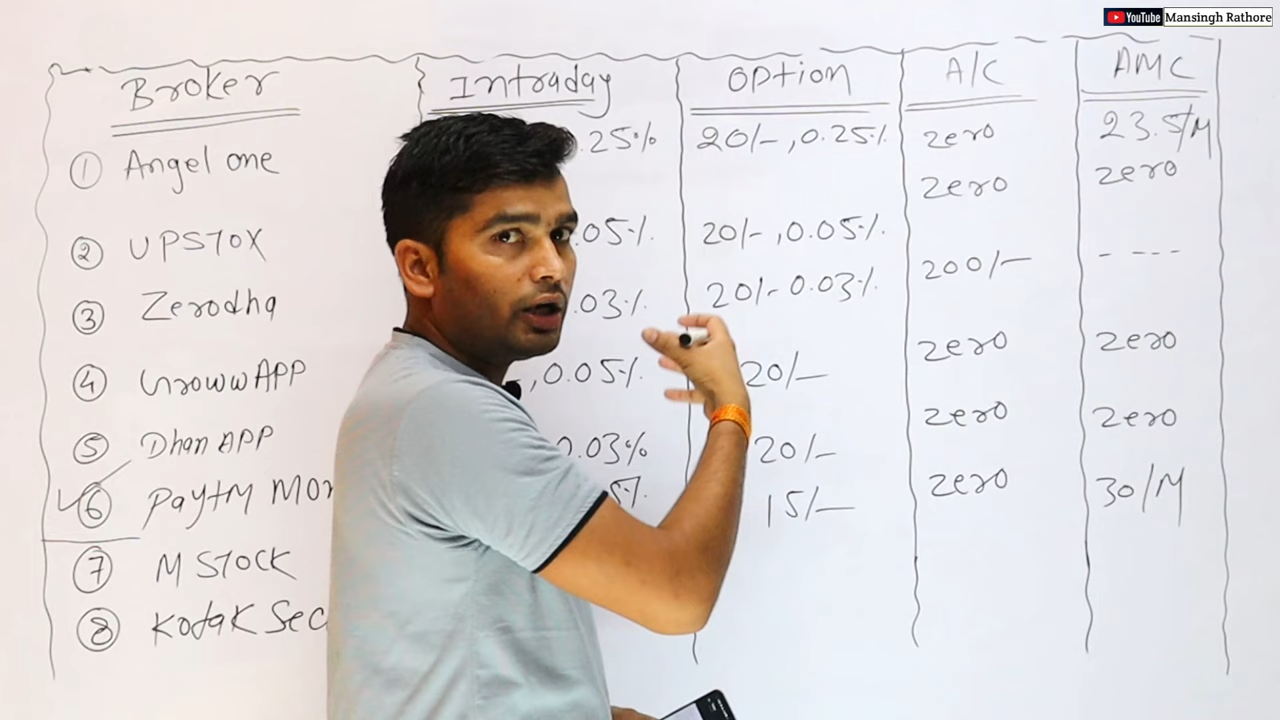 YouTube Mansingh Rathore
Broker Intraday Option A/C AMC
① Angel one .25% 20/-, 0.25% zero 23.5/M
zero zero
② UPSTOX .05% 20/-, 0.05% 200/- ----
③ Zerodha .03% 20/- 0.03%
④ Groww APP , 0.05% 20/- zero zero
⑤ Dhan APP 0.03% 20/- zero zero
⑥ Paytm Mon 5% 15/- zero 30/M
⑦ M STOCK
⑧ Kotak Sec